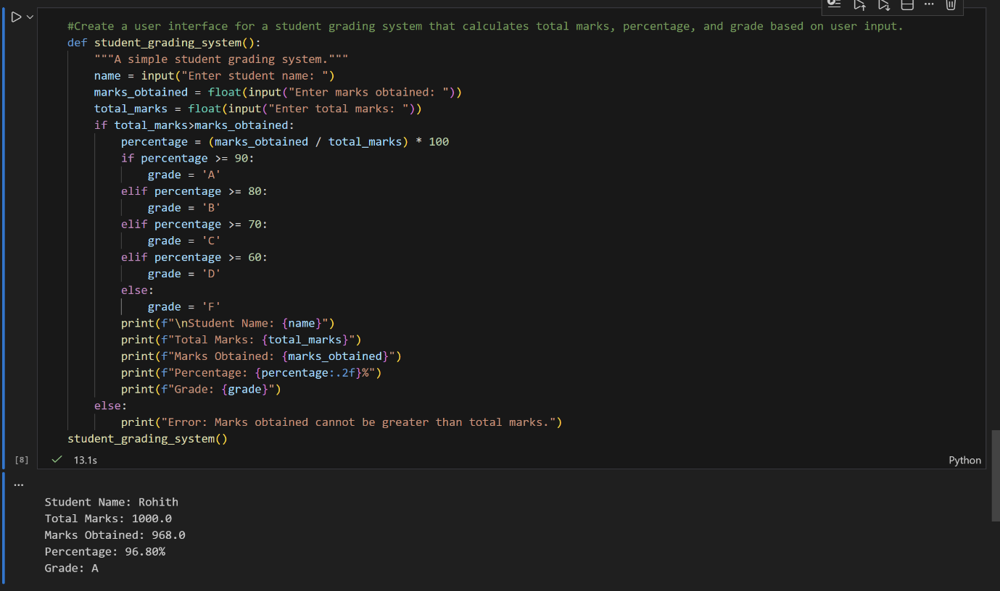 #Create a user interface for a student grading system that calculates total marks, percentage, and grade based on user input.
def student_grading_system():
    """A simple student grading system."""
    name = input("Enter student name: ")
    marks_obtained = float(input("Enter marks obtained: "))
    total_marks = float(input("Enter total marks: "))
    if total_marks>marks_obtained:
        percentage = (marks_obtained / total_marks) * 100
        if percentage >= 90:
            grade = 'A'
        elif percentage >= 80:
            grade = 'B'
        elif percentage >= 70:
            grade = 'C'
        elif percentage >= 60:
            grade = 'D'
        else:
            grade = 'F'
        print(f"\nStudent Name: {name}")
        print(f"Total Marks: {total_marks}")
        print(f"Marks Obtained: {marks_obtained}")
        print(f"Percentage: {percentage:.2f}%")
        print(f"Grade: {grade}")
    else:
        print("Error: Marks obtained cannot be greater than total marks.")
student_grading_system()
[8] 13.1s Python
...
Student Name: Rohith
Total Marks: 1000.0
Marks Obtained: 968.0
Percentage: 96.80%
Grade: A